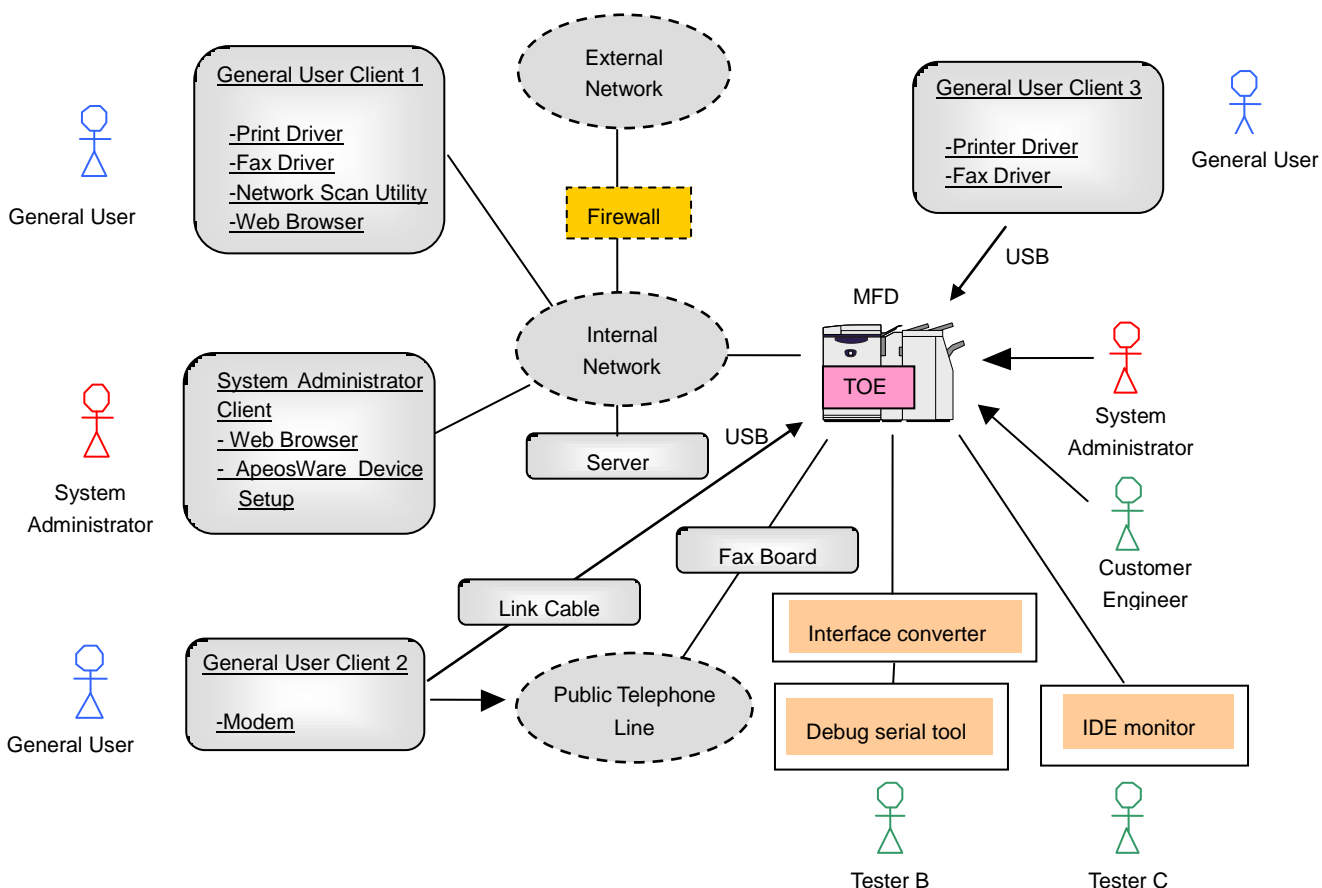 External
Network
General User Client 1
-Print Driver
-Fax Driver
-Network Scan Utility
-Web Browser
General User
General User Client 3
-Printer Driver
-Fax Driver
General User
Firewall
USB
MFD
Internal
Network
TOE
System Administrator
Client
- Web Browser
- ApeosWare Device
Setup
System
Administrator
Server
USB
System
Administrator
Fax Board
Customer
Engineer
Link Cable
Interface converter
General User Client 2
-Modem
General User
Public Telephone
Line
Debug serial tool
IDE monitor
Tester B
Tester C